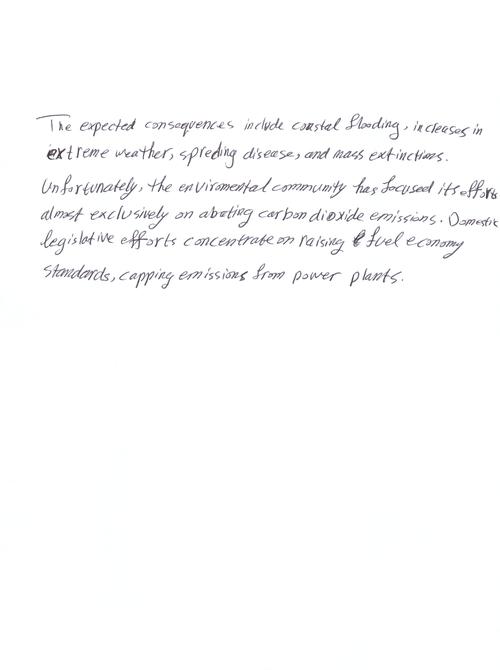 The expected consequences include constal flooding, increases in
extreme weather, spreding disease, and mass extinctions.
Unfortunately, the enviromental community has focused its efforts
almost exclusively on abating carbon dioxide emissions. Domestic
legislative efforts concentrate on raising fuel economy
standards, capping emissions from power plants.